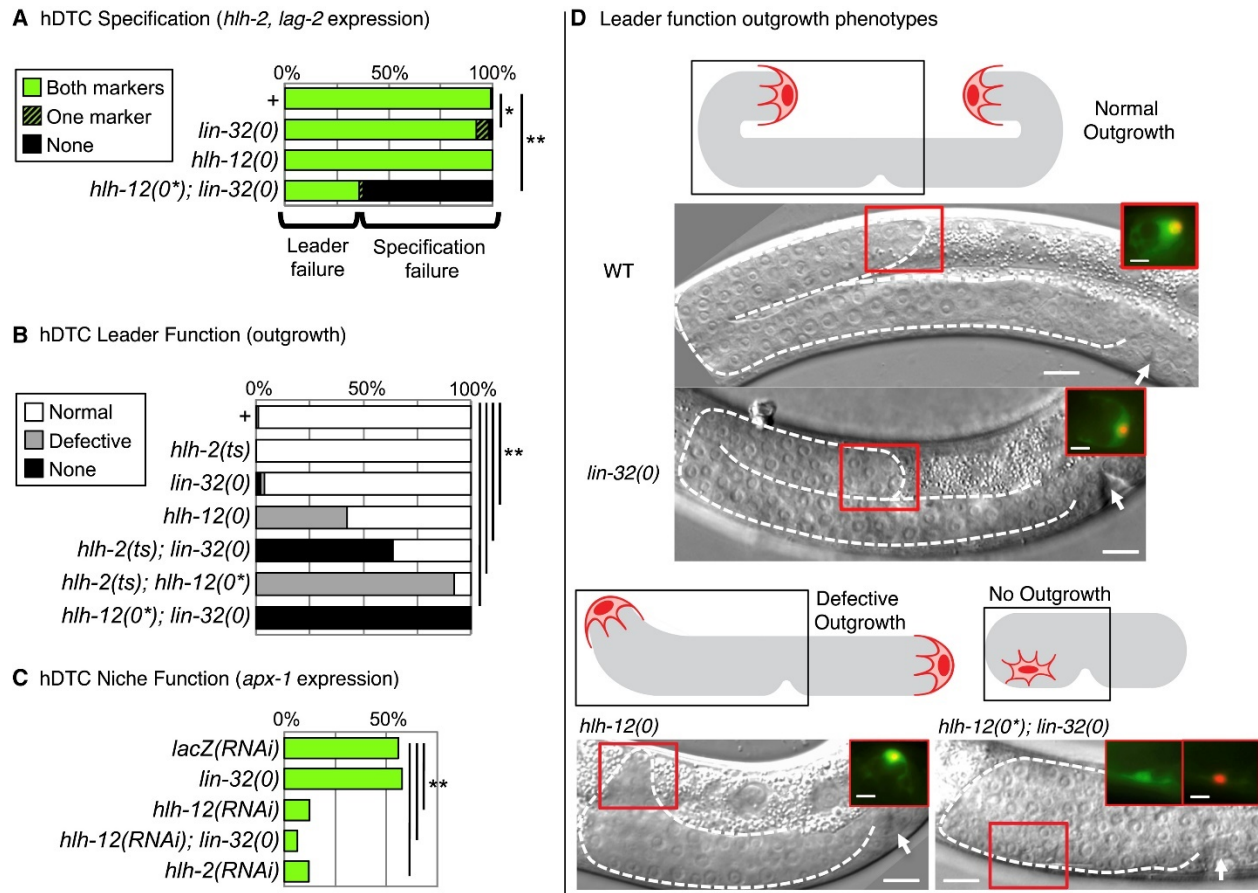 A hDTC Specification (hlh-2, lag-2 expression)
Both markers
One marker
None
0% 50% 100%
+
lin-32(0)
hlh-12(0)
hlh-12(0*); lin-32(0)
*
**
Leader failure
Specification failure
B hDTC Leader Function (outgrowth)
Normal
Defective
None
0% 50% 100%
+
hlh-2(ts)
lin-32(0)
hlh-12(0)
hlh-2(ts); lin-32(0)
hlh-2(ts); hlh-12(0*)
hlh-12(0*); lin-32(0)
**
C hDTC Niche Function (apx-1 expression)
0% 50%
lacZ(RNAi)
lin-32(0)
hlh-12(RNAi)
hlh-12(RNAi); lin-32(0)
hlh-2(RNAi)
**
D Leader function outgrowth phenotypes
Normal
Outgrowth
WT
lin-32(0)
Defective
Outgrowth
No Outgrowth
hlh-12(0)
hlh-12(0*); lin-32(0)